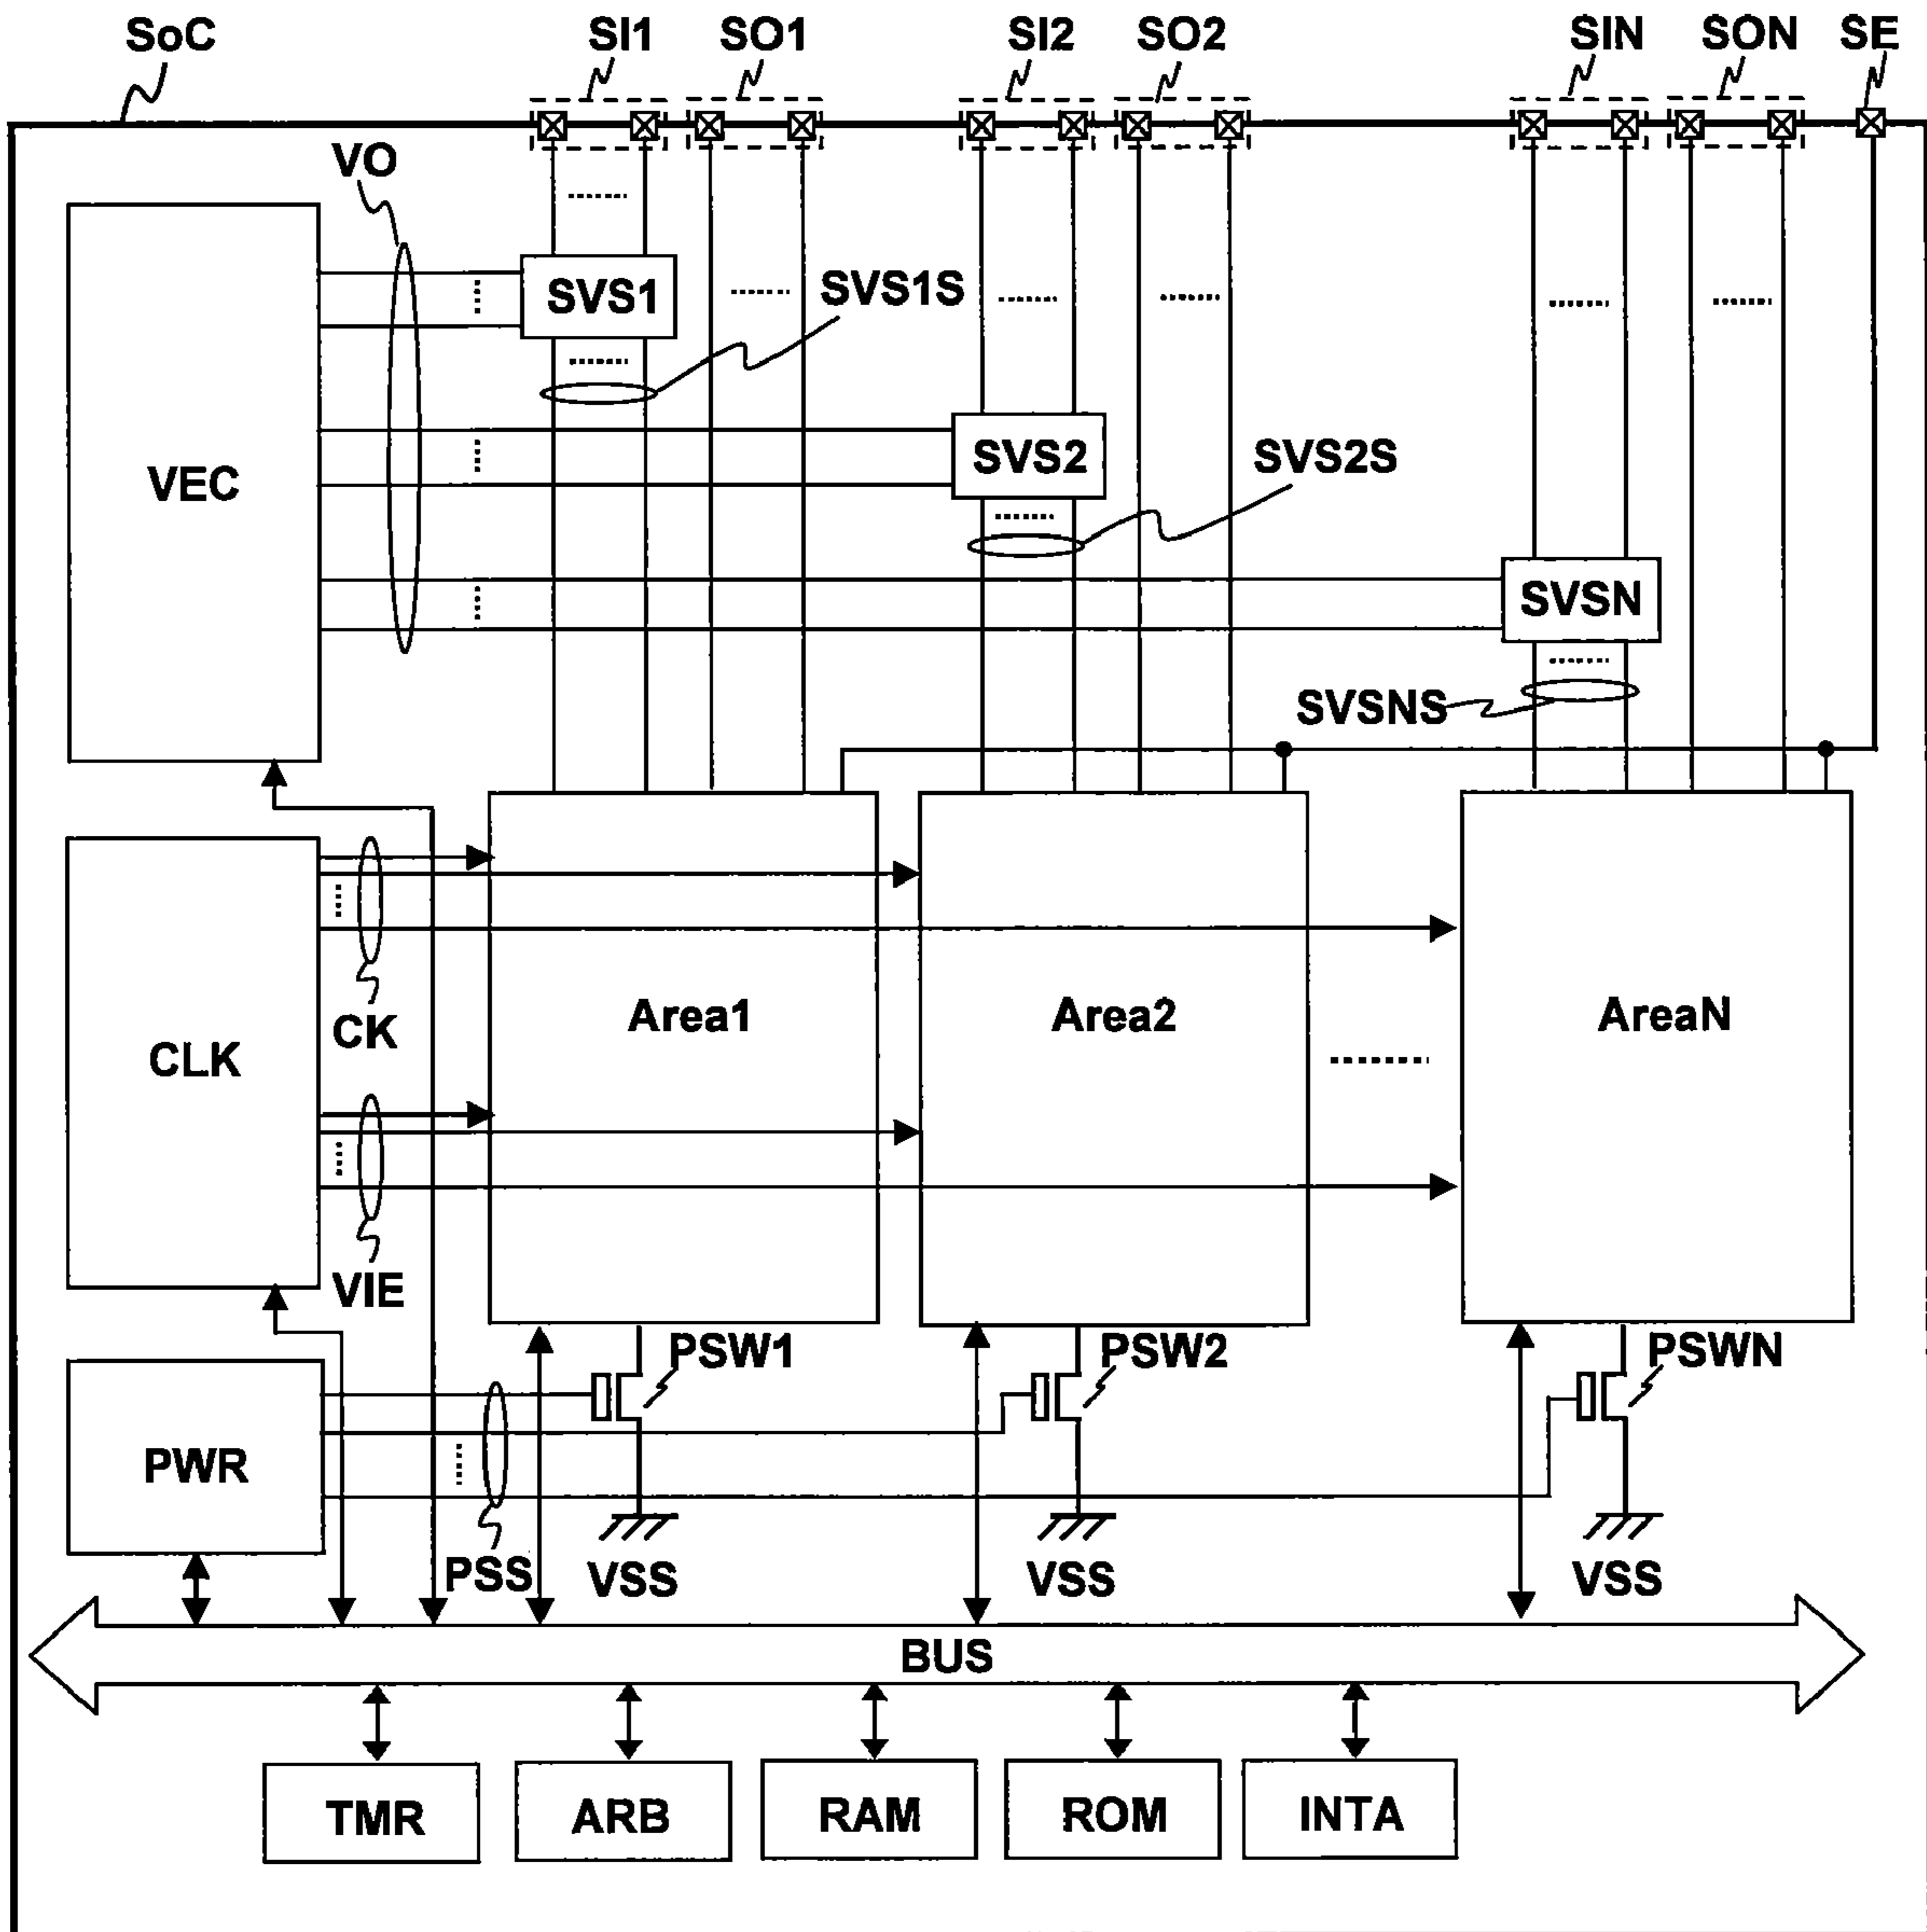 SoC SI1 SO1 SI2 SO2 SIN SON SE
VO
SVS1 SVS1S
VEC SVS2 SVS2S
SVSN
SVSNS
CK
CLK Area1 Area2 AreaN
VIE
PSW1 PSW2 PSWN
PWR
PSS VSS VSS VSS
BUS
TMR ARB RAM ROM INTA